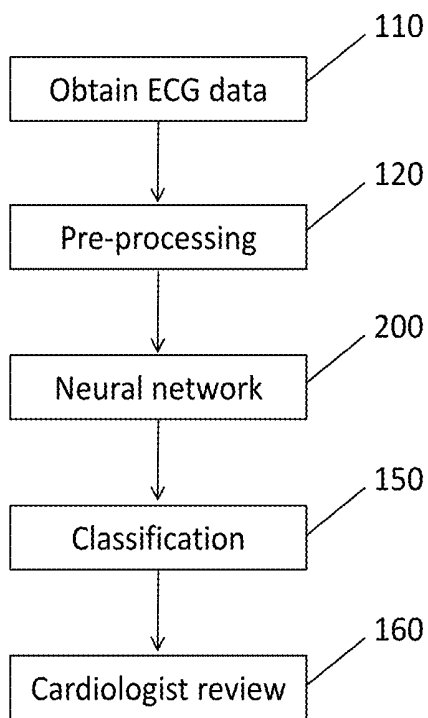 110
Obtain ECG data
120
Pre-processing
200
Neural network
150
Classification
160
Cardiologist review